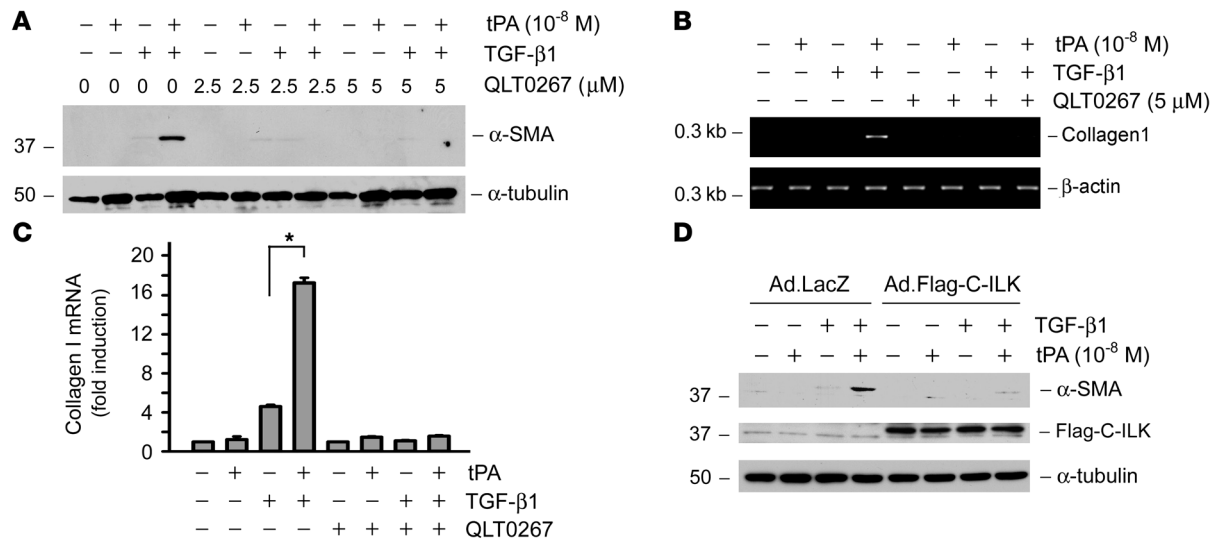 A
− + − + − + − + − + − + tPA (10⁻⁸ M)
− − + + − − + + − − + + TGF-β1
0 0 0 0 2.5 2.5 2.5 2.5 5 5 5 5 QLT0267 (μM)
37 – – α-SMA
50 – – α-tubulin
B
− + − + − + − + tPA (10⁻⁸ M)
− − + + − − + + TGF-β1
− − − − + + + + QLT0267 (5 μM)
0.3 kb – – Collagen1
0.3 kb – – β-actin
C
Collagen I mRNA
(fold induction)
20
16
12
8
4
0
*
− + − + − + − + tPA
− − + + − − + + TGF-β1
− − − − + + + + QLT0267
D
Ad.LacZ Ad.Flag-C-ILK
− − + + − − + + TGF-β1
− + − + − + − + tPA (10⁻⁸ M)
37 – – α-SMA
37 – – Flag-C-ILK
50 – – α-tubulin